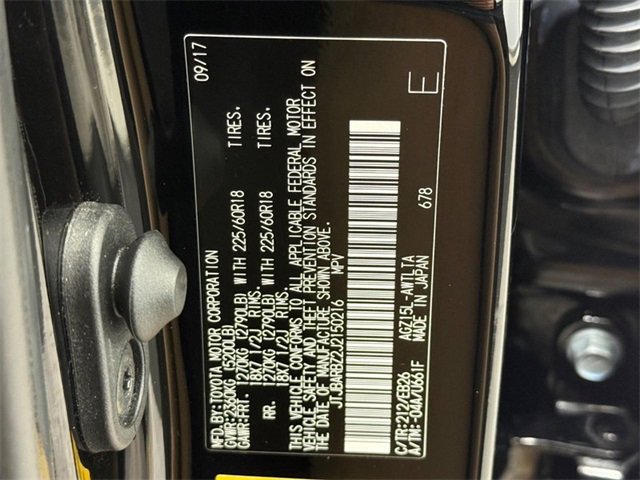 MFD.BY:TOYOTA MOTOR CORPORATION 09/17
GVWR:2360KG (5200LB)
GAWR:FRT. 1270KG (2790LB) WITH 225/60R18 TIRES.
18X7 1/2J RIMS.
RR. 1270KG (2790LB) WITH 225/60R18 TIRES.
18X7 1/2J RIMS.
THIS VEHICLE CONFORMS TO ALL APPLICABLE FEDERAL MOTOR
VEHICLE SAFETY AND THEFT PREVENTION STANDARDS IN EFFECT ON
THE DATE OF MANUFACTURE SHOWN ABOVE.
JTJBARBZ2J2150216 MPV
C/TR:212/EB26 AGZ15L-AWTLTA
A/TM:-04A/U661F MADE IN JAPAN 678 E